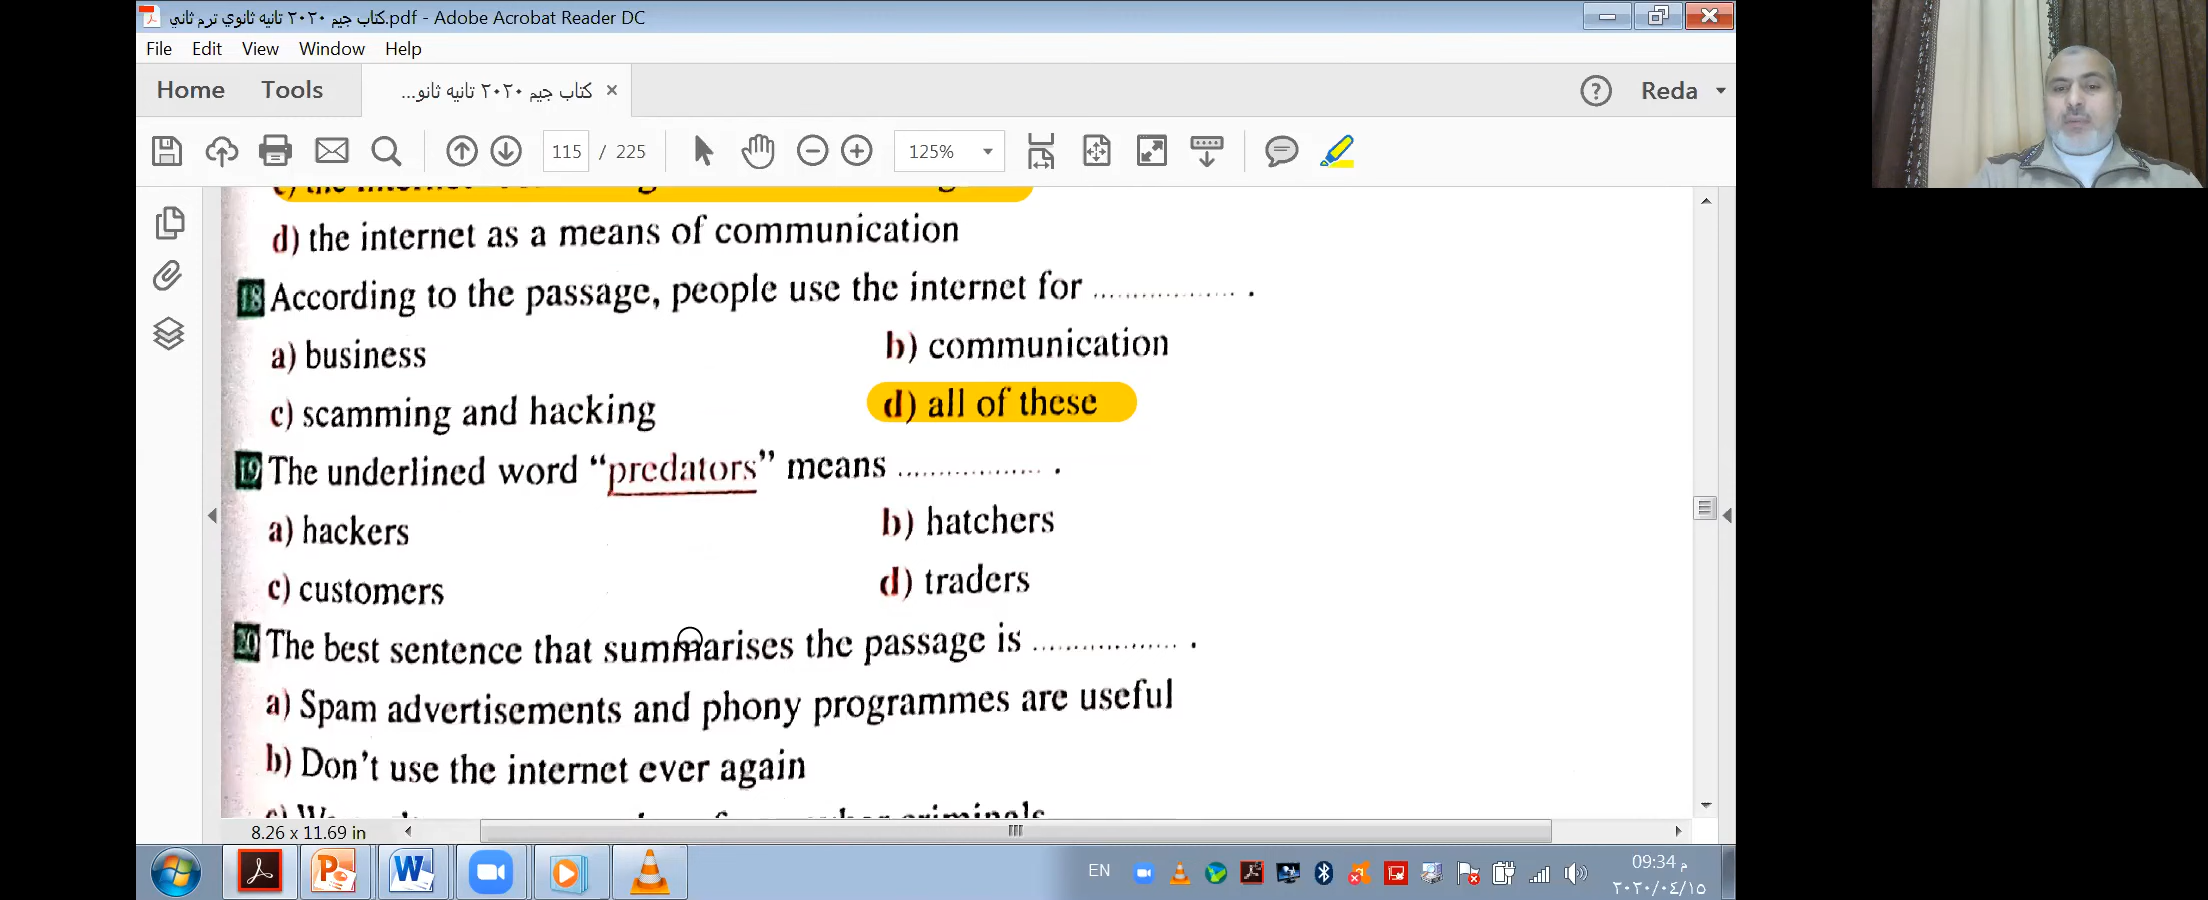 كتاب جيم ٢٠٢٠ تانيه ثانوي ترم ثاني.pdf - Adobe Acrobat Reader DC
File Edit View Window Help
Home Tools كتاب جيم ٢٠٢٠ تانيه ثانو... × ? Reda
115 / 225 125%
d) the internet as a means of communication
18 According to the passage, people use the internet for .................. .
a) business b) communication
c) scamming and hacking d) all of these
19 The underlined word “predators” means .................. .
a) hackers b) hatchers
c) customers d) traders
20 The best sentence that summarises the passage is .................. .
a) Spam advertisements and phony programmes are useful
b) Don't use the internet ever again
8.26 x 11.69 in
EN 09:34 م
٢٠٢٠/٠٤/١٥